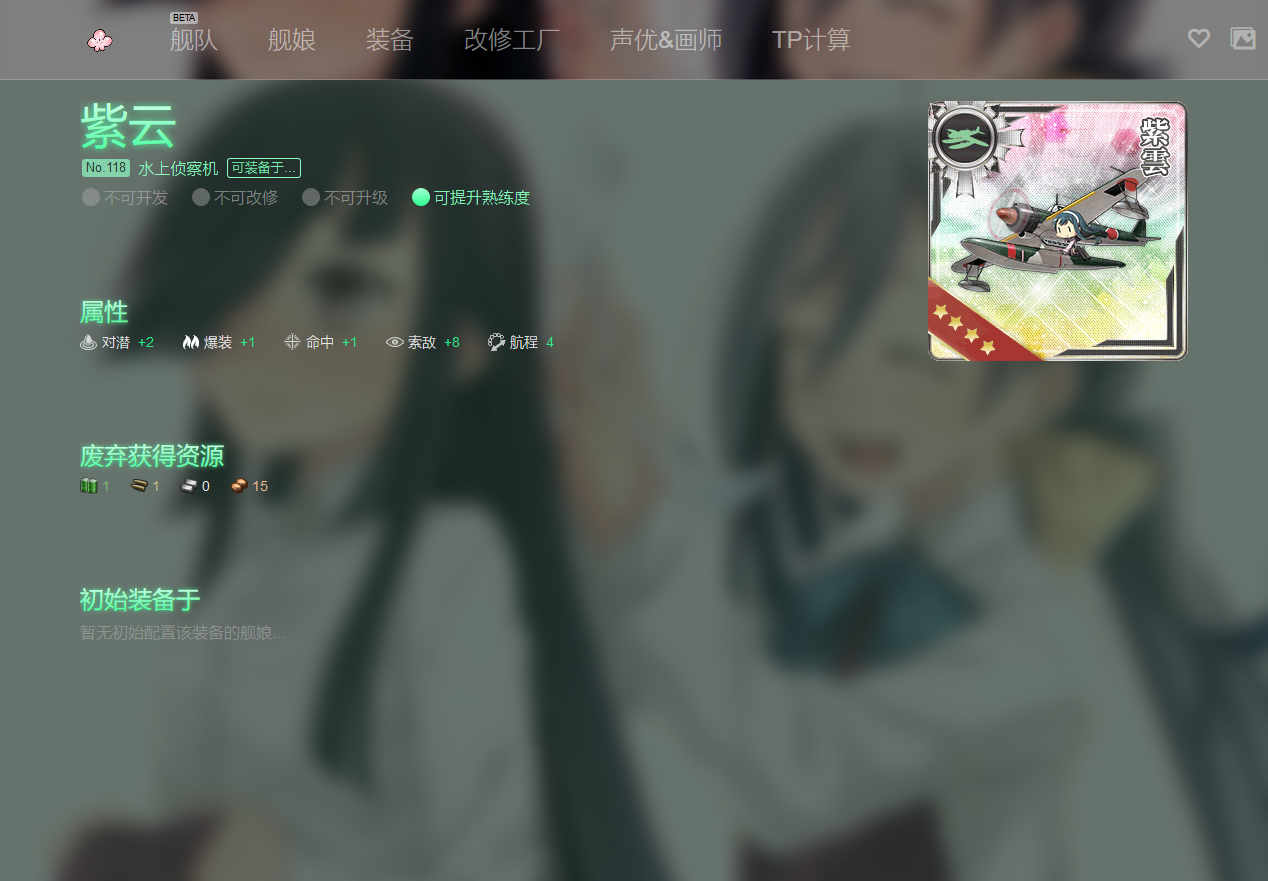 BETA
舰队 舰娘 装备 改修工厂 声优&画师 TP计算
紫云
No.118 水上侦察机 可装备于...
不可开发 不可改修 不可升级 可提升熟练度
紫雲
属性
对潜 +2 爆装 +1 命中 +1 索敌 +8 航程 4
废弃获得资源
1 1 0 15
初始装备于
暂无初始配置该装备的舰娘...